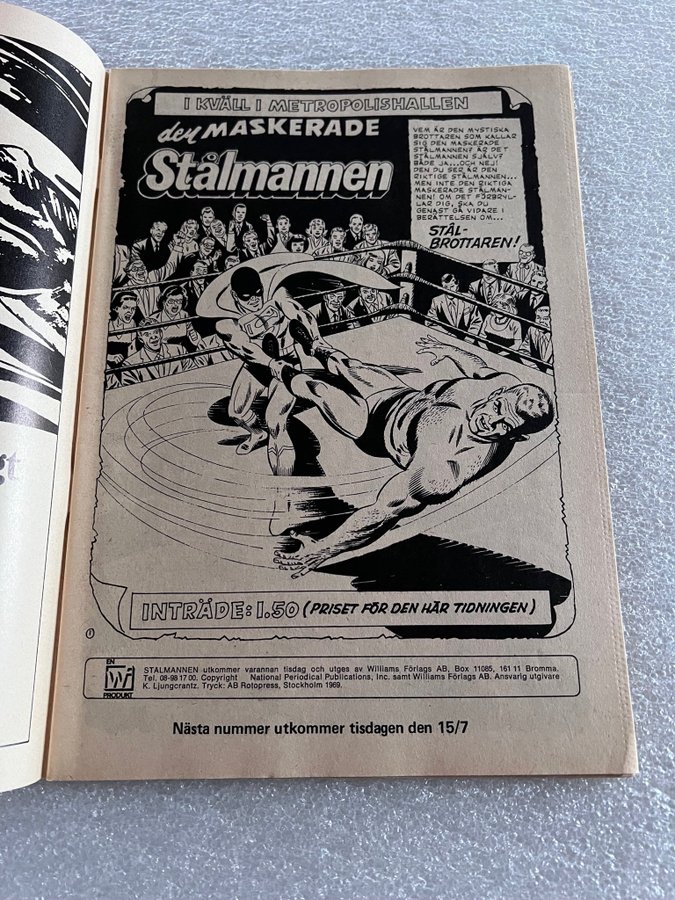 I KVÄLL I METROPOLISHALLEN
den MASKERADE
Stålmannen
VEM ÄR DEN MYSTISKA
BROTTAREN SOM KALLAR
SIG DEN MASKERADE
STÅLMANNEN? ÄR DET
STÅLMANNEN SJÄLV?
BÅDE JA...OCH NEJ!
DEN DU SER ÄR DEN
RIKTIGE STÅLMANNEN...
MEN INTE DEN RIKTIGA
MASKERADE STÅLMAN-
NEN! OM DET FÖRBRYL-
LAR DIG, SKA DU
GENAST GÅ VIDARE I
BERÄTTELSEN OM...
STÅL-
BROTTAREN!
gt
INTRÄDE: 1.50 (PRISET FÖR DEN HÄR TIDNINGEN)
1
EN
W
PRODUKT
STÅLMANNEN utkommer varannan tisdag och utges av Williams Förlags AB, Box 11085, 161 11 Bromma.
Tel. 08-98 17 00. Copyright National Periodical Publications, Inc. samt Williams Förlags AB. Ansvarig utgivare
K. Ljungcrantz. Tryck: AB Rotopress, Stockholm 1969.
Nästa nummer utkommer tisdagen den 15/7